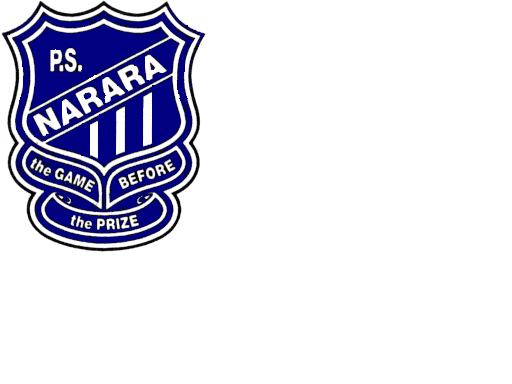 P.S.
NARARA
the GAME
BEFORE
the PRIZE